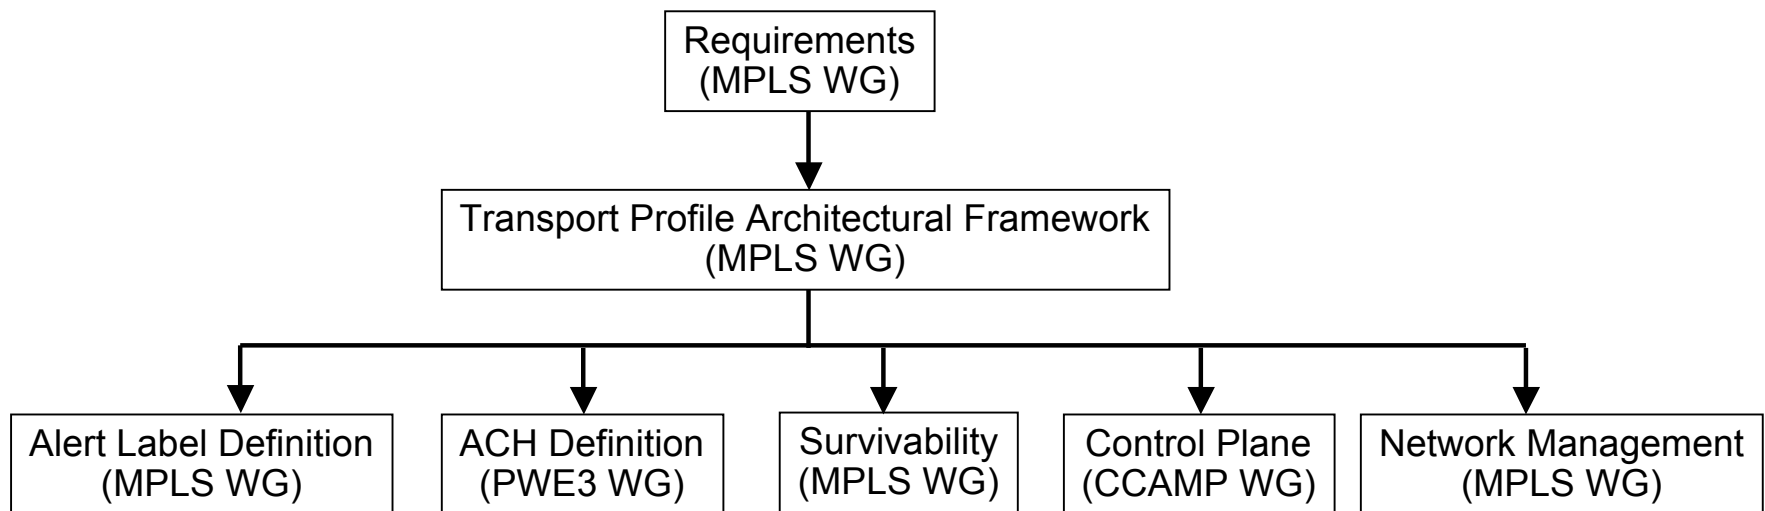 Requirements
(MPLS WG)
Transport Profile Architectural Framework
(MPLS WG)
Alert Label Definition
(MPLS WG)
ACH Definition
(PWE3 WG)
Survivability
(MPLS WG)
Control Plane
(CCAMP WG)
Network Management
(MPLS WG)